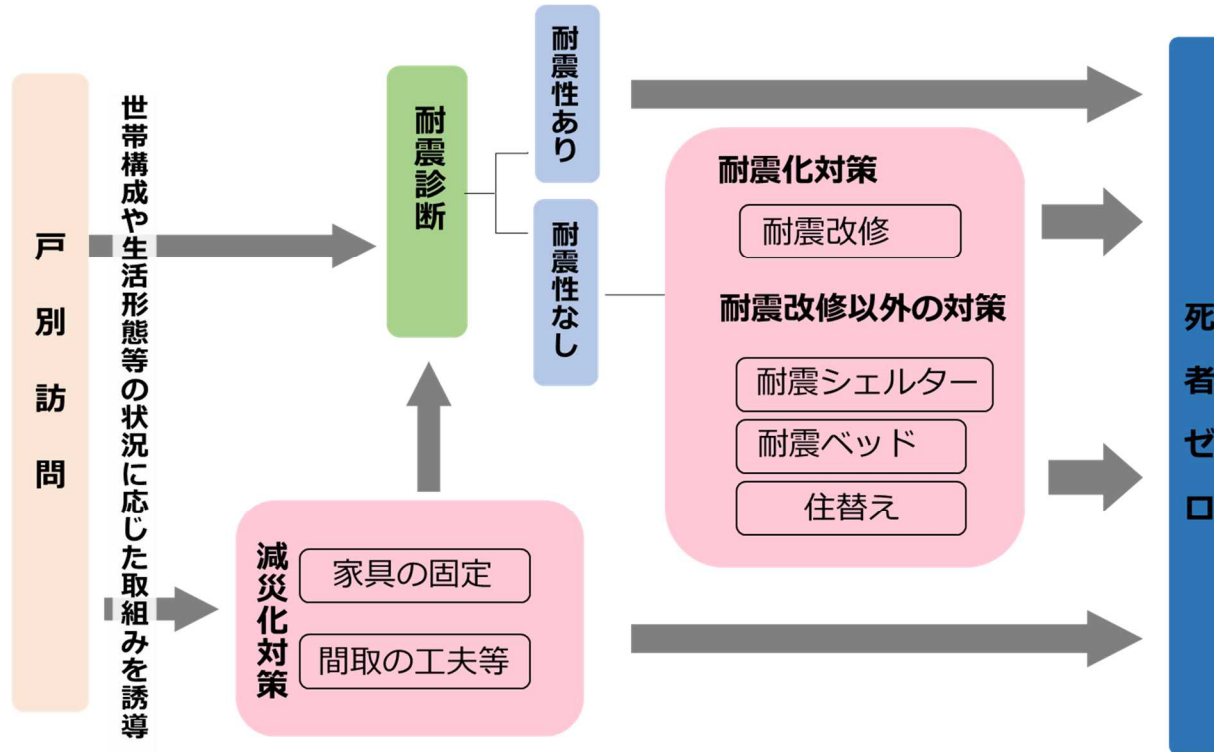 戸別訪問
世帯構成や生活形態等の状況に応じた取組みを誘導
耐震診断
耐震性あり
耐震性なし
耐震化対策
耐震改修
耐震改修以外の対策
耐震シェルター
耐震ベッド
住替え
減災化対策
家具の固定
間取の工夫等
死者ゼロ